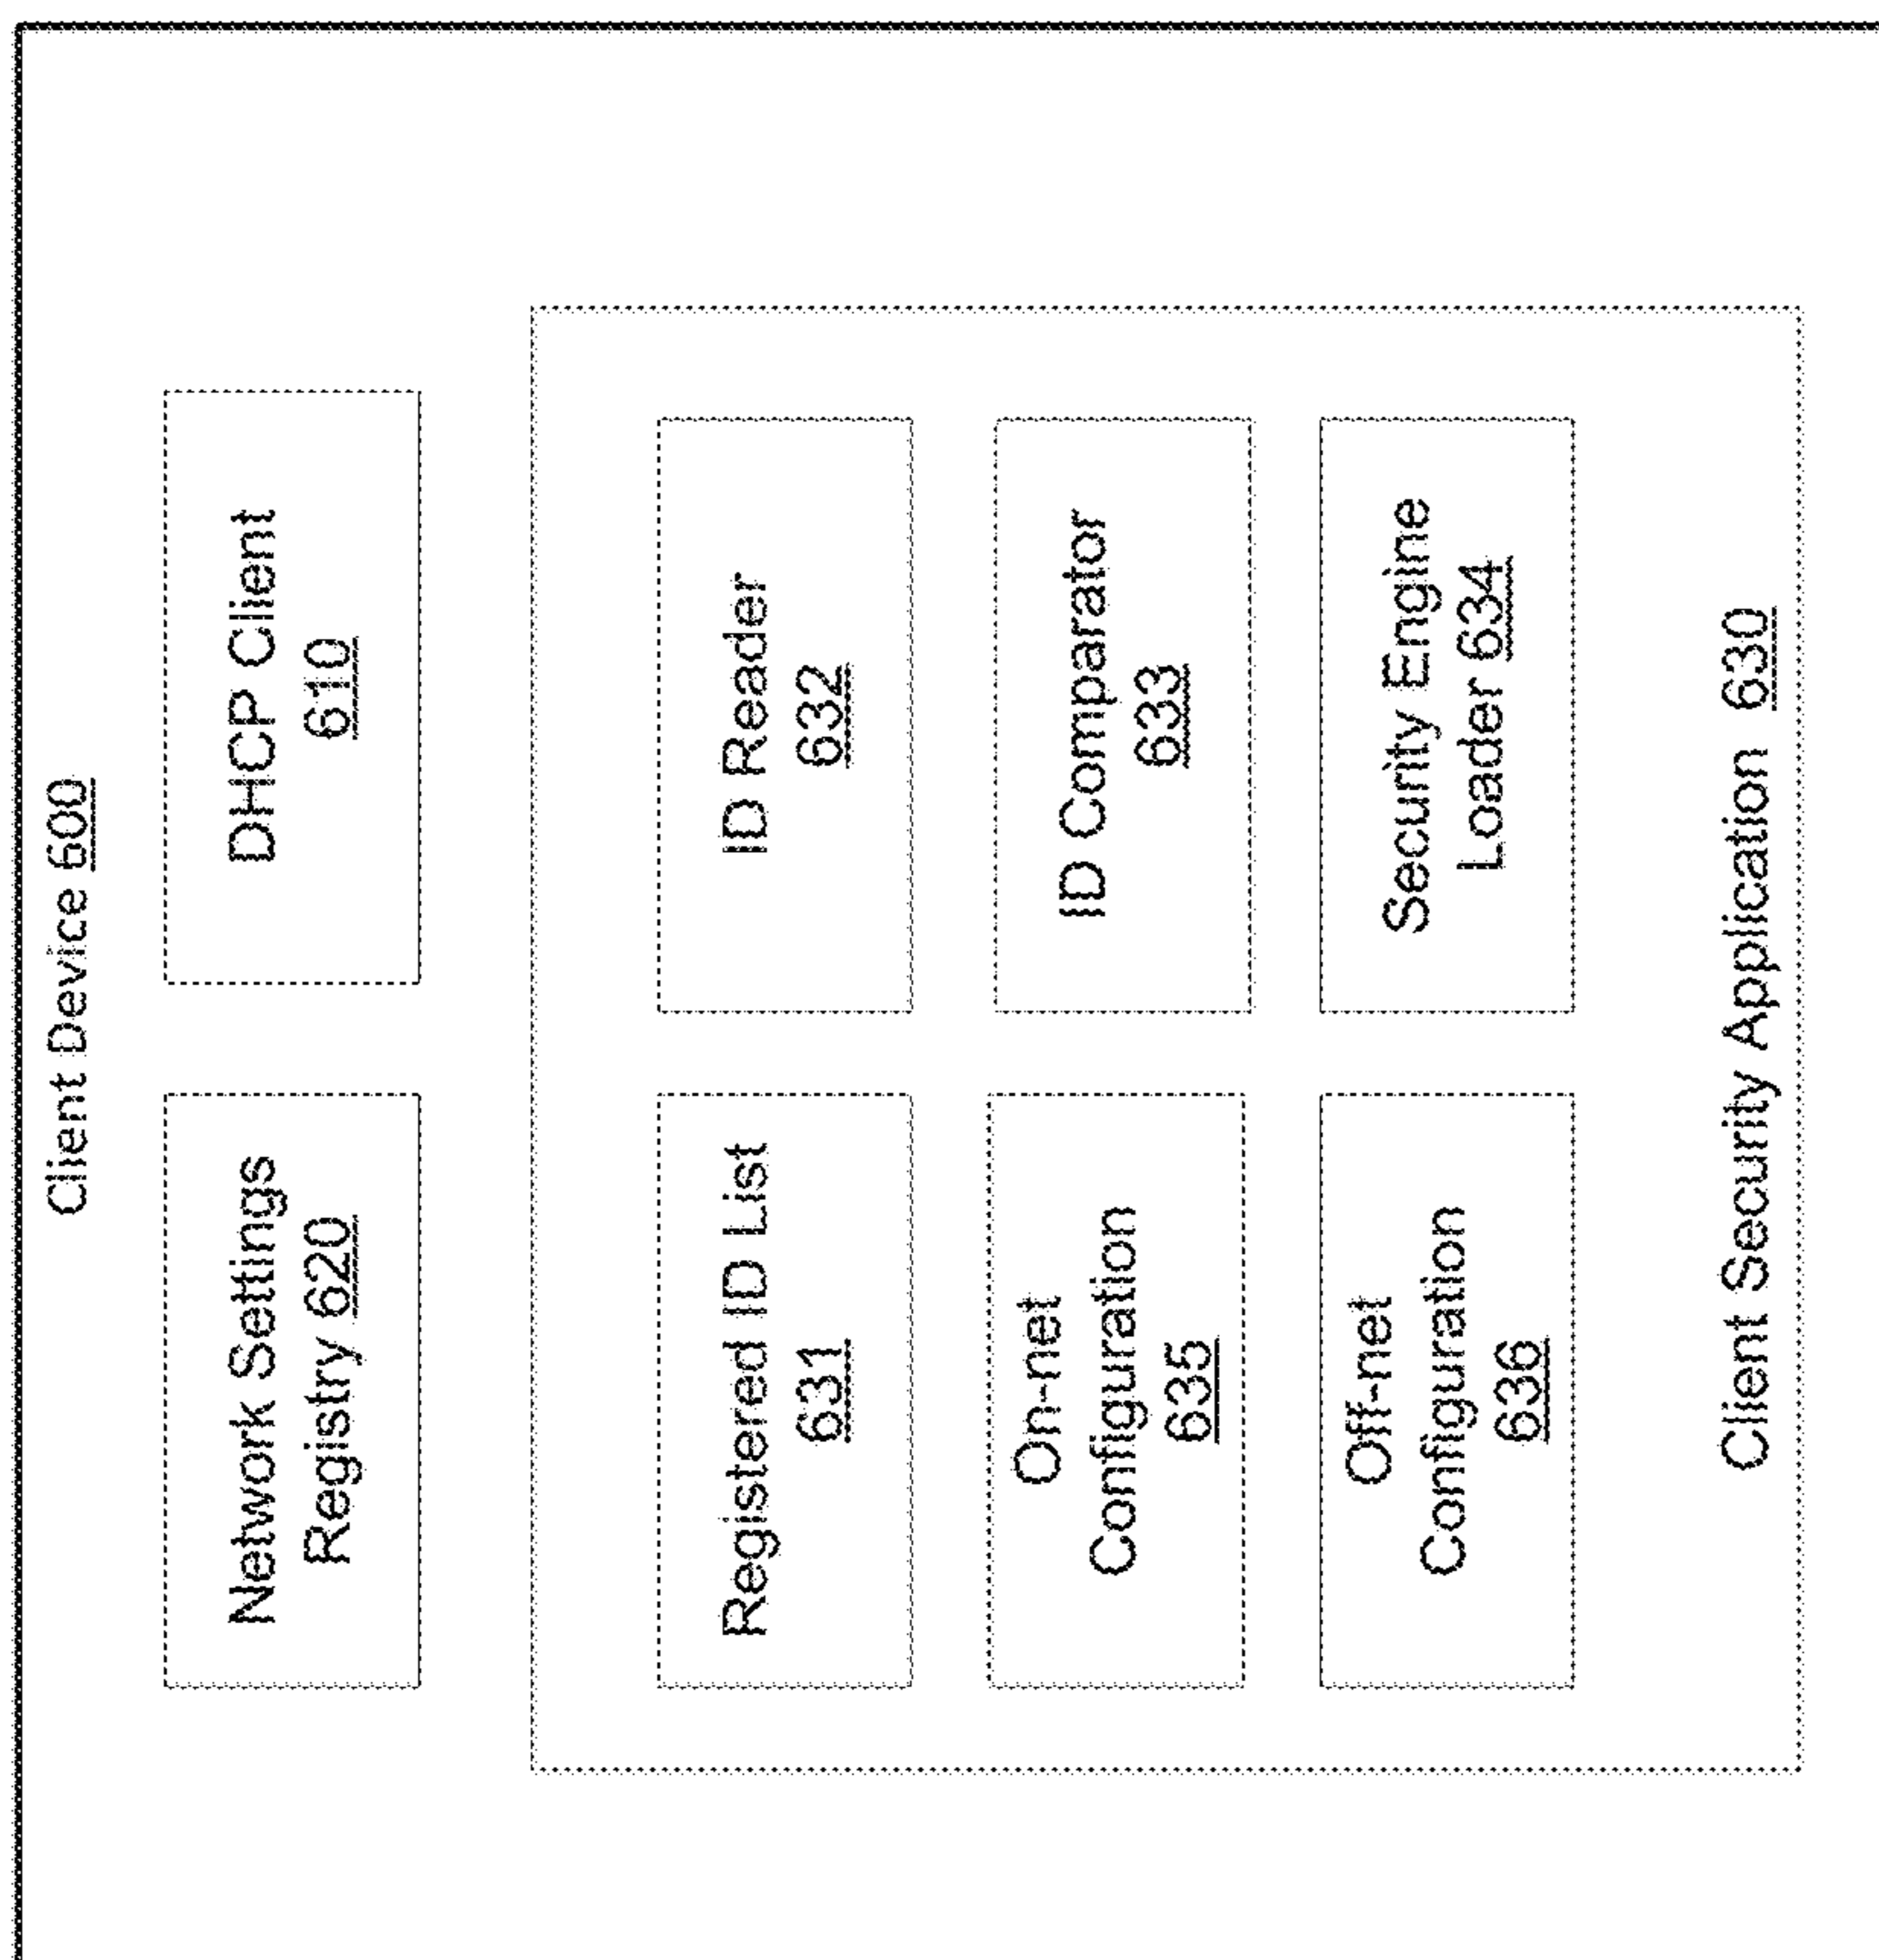 Client Device 600
Network Settings
Registry 620
DHCP Client
610
Registered ID List
631
ID Reader
632
On-net
Configuration
635
ID Comparator
633
Off-net
Configuration
636
Security Engine
Loader 634
Client Security Application 630